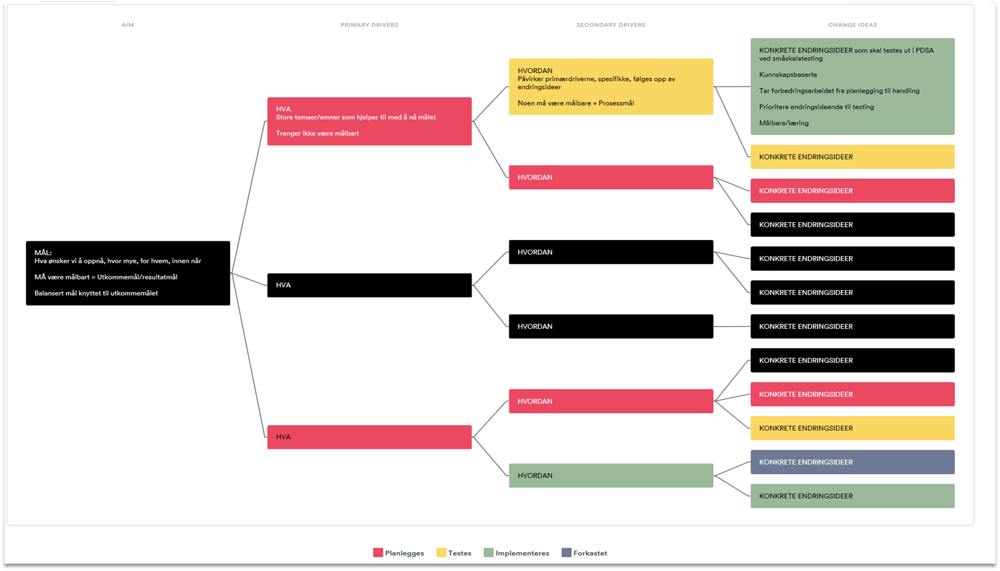 AIM
PRIMARY DRIVERS
SECONDARY DRIVERS
CHANGE IDEAS
MÅL:
Hva ønsker vi å oppnå, hvor mye, for hvem, innen når
MÅ være målbart = Utkommemål/resultatmål
Balansert mål knyttet til utkommemålet
HVA
Store temaer/emner som hjelper til med å nå målet
Trenger ikke være målbart
HVA
HVA
HVORDAN
Påvirker primærdriverne, spesifikke, følges opp av
endringsideer
Noen må være målbare = Prosessmål
HVORDAN
HVORDAN
HVORDAN
HVORDAN
HVORDAN
KONKRETE ENDRINGSIDEER som skal testes ut i PDSA
ved småskalatesting
Kunnskapsbaserte
Tar forbedringsarbeidet fra planlegging til handling
Prioritere endringsideende til testing
Målbare/læring
KONKRETE ENDRINGSIDEER
KONKRETE ENDRINGSIDEER
KONKRETE ENDRINGSIDEER
KONKRETE ENDRINGSIDEER
KONKRETE ENDRINGSIDEER
KONKRETE ENDRINGSIDEER
KONKRETE ENDRINGSIDEER
KONKRETE ENDRINGSIDEER
KONKRETE ENDRINGSIDEER
KONKRETE ENDRINGSIDEER
KONKRETE ENDRINGSIDEER
Planlegges
Testes
Implementeres
Forkastet